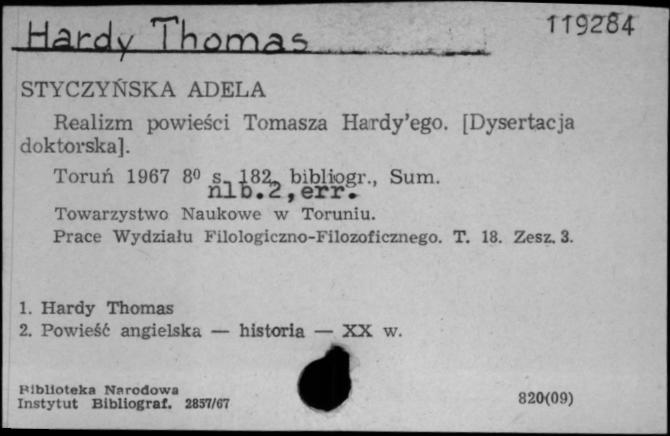 Hardy Thomas 119284
STYCZYŃSKA ADELA
Realizm powieści Tomasza Hardy'ego. [Dysertacja
doktorska].
Toruń 1967 8⁰ s. 182, bibliogr., Sum.
nlb.2,err.
Towarzystwo Naukowe w Toruniu.
Prace Wydziału Filologiczno-Filozoficznego. T. 18. Zesz. 3.
1. Hardy Thomas
2. Powieść angielska — historia — XX w.
Biblioteka Narodowa
Instytut Bibliograf. 2857/67 820(09)